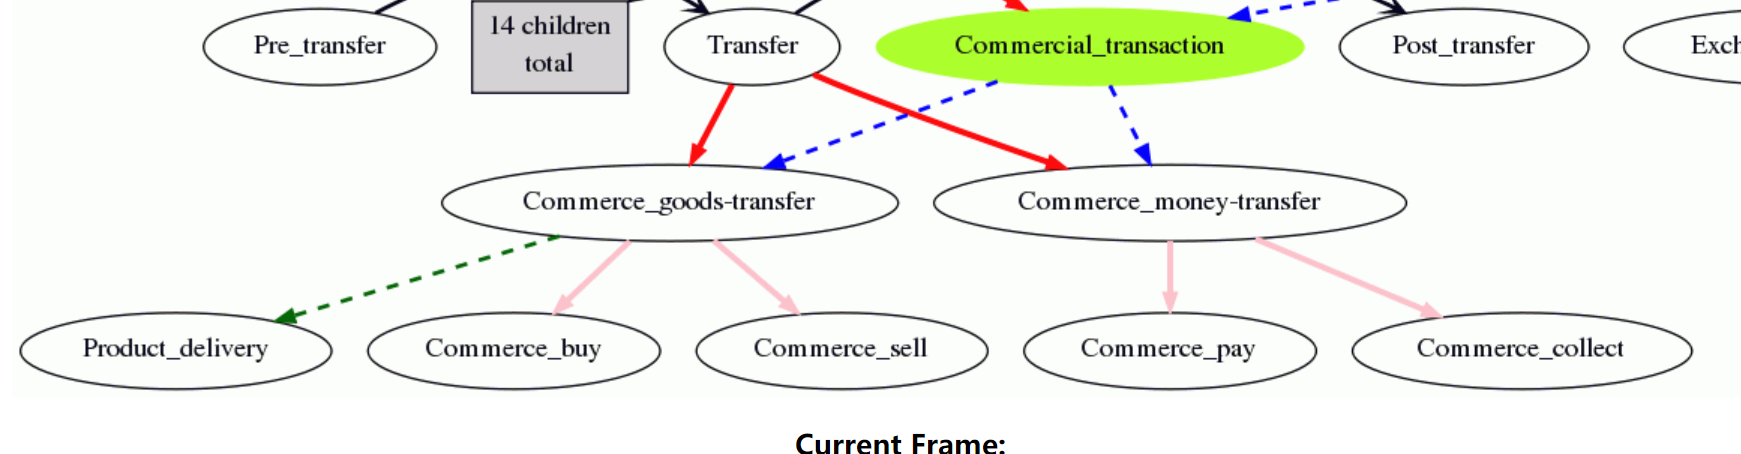 Pre_transfer
14 children
total
Transfer
Commercial_transaction
Post_transfer
Exch
Commerce_goods-transfer
Commerce_money-transfer
Product_delivery
Commerce_buy
Commerce_sell
Commerce_pay
Commerce_collect
Current Frame: